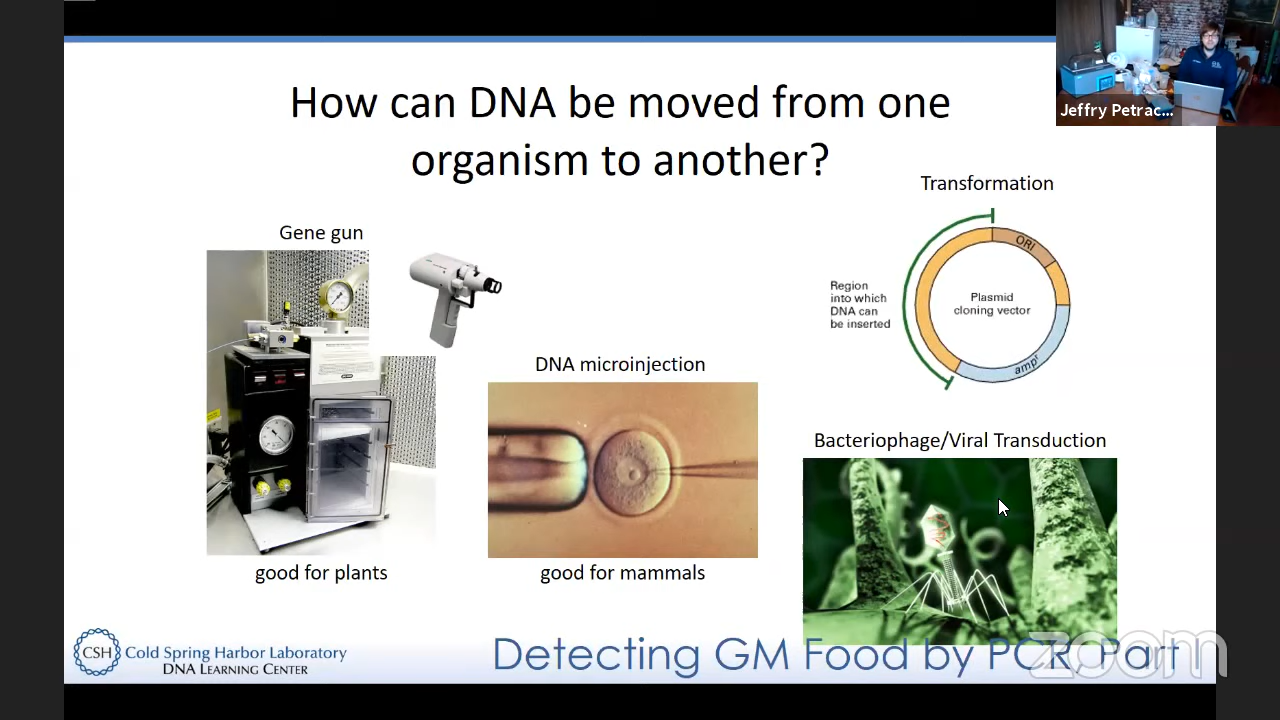 How can DNA be moved from one
organism to another?
Jeffry Petrac...
Transformation
Gene gun
ORI
Region
into which
DNA can
be inserted
Plasmid
cloning vector
ampr
DNA microinjection
Bacteriophage/Viral Transduction
good for plants
good for mammals
CSH
Cold Spring Harbor Laboratory
DNA LEARNING CENTER
Detecting GM Food by PCR, Part
zoom